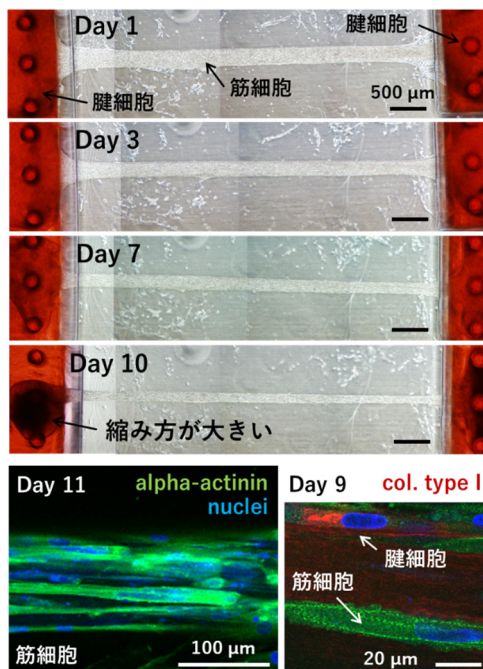 Day 1
腱細胞
腱細胞
筋細胞
500 μm
Day 3
Day 7
Day 10
縮み方が大きい
Day 11
alpha-actinin
nuclei
筋細胞
100 μm
Day 9
col. type I
腱細胞
筋細胞
20 μm